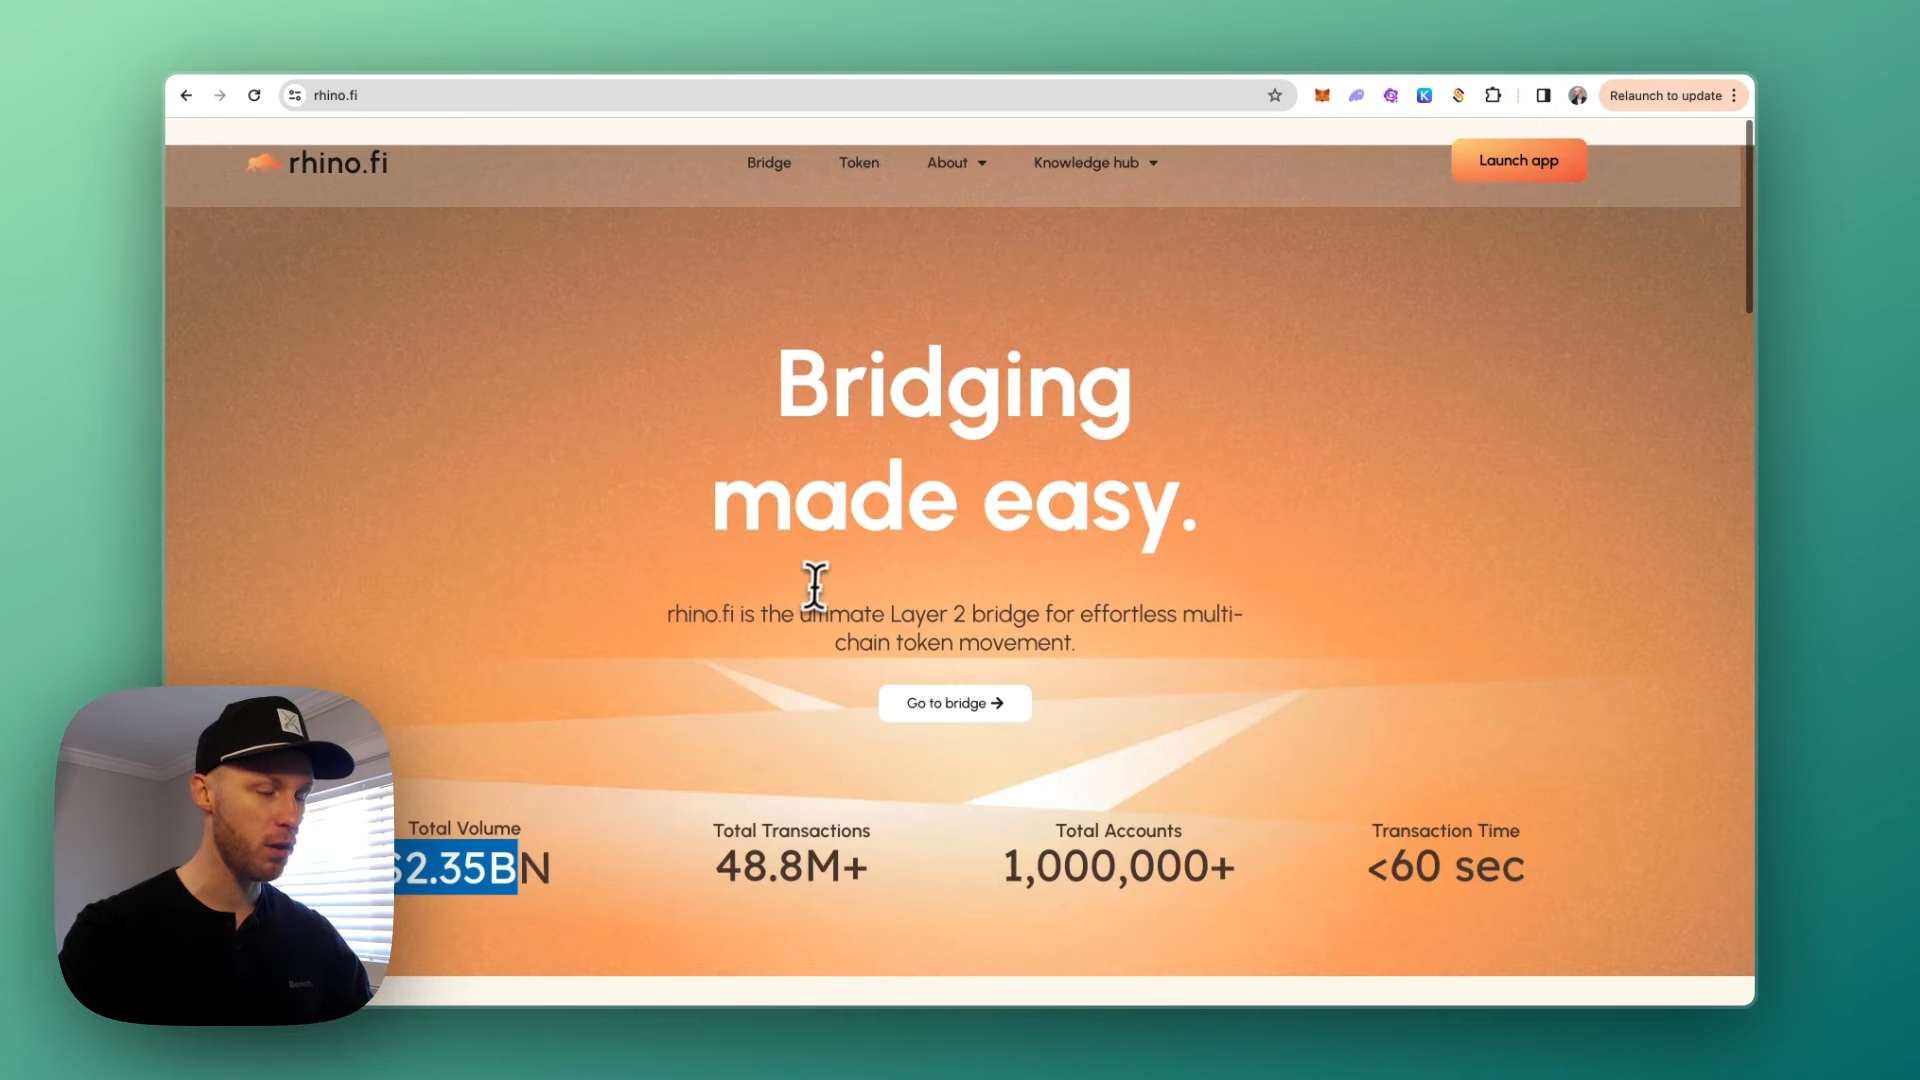 rhino.fi
Relaunch to update
rhino.fi
Bridge
Token
About
Knowledge hub
Launch app
Bridging
made easy.
rhino.fi is the ultimate Layer 2 bridge for effortless multi-
chain token movement.
Go to bridge
Total Volume
$2.35BN
Total Transactions
48.8M+
Total Accounts
1,000,000+
Transaction Time
<60 sec
Bench